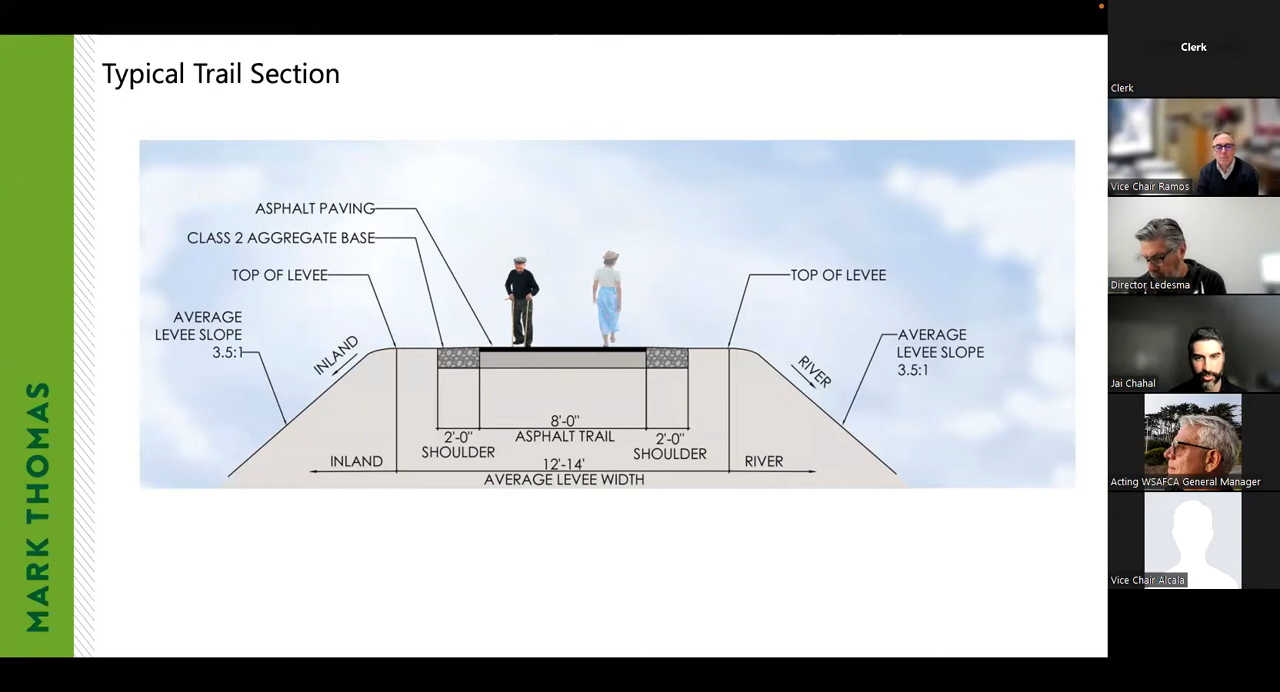 Typical Trail Section
ASPHALT PAVING
CLASS 2 AGGREGATE BASE
TOP OF LEVEE
TOP OF LEVEE
AVERAGE
LEVEE SLOPE
3.5:1
INLAND
RIVER
AVERAGE
LEVEE SLOPE
3.5:1
8'-0"
ASPHALT TRAIL
2'-0"
SHOULDER
2'-0"
SHOULDER
INLAND
12'-14'
RIVER
AVERAGE LEVEE WIDTH
MARK THOMAS
Clerk
Clerk
Vice Chair Ramos
Director Ledesma
Jai Chahal
Acting WSAFCA General Manager
Vice Chair Alcala